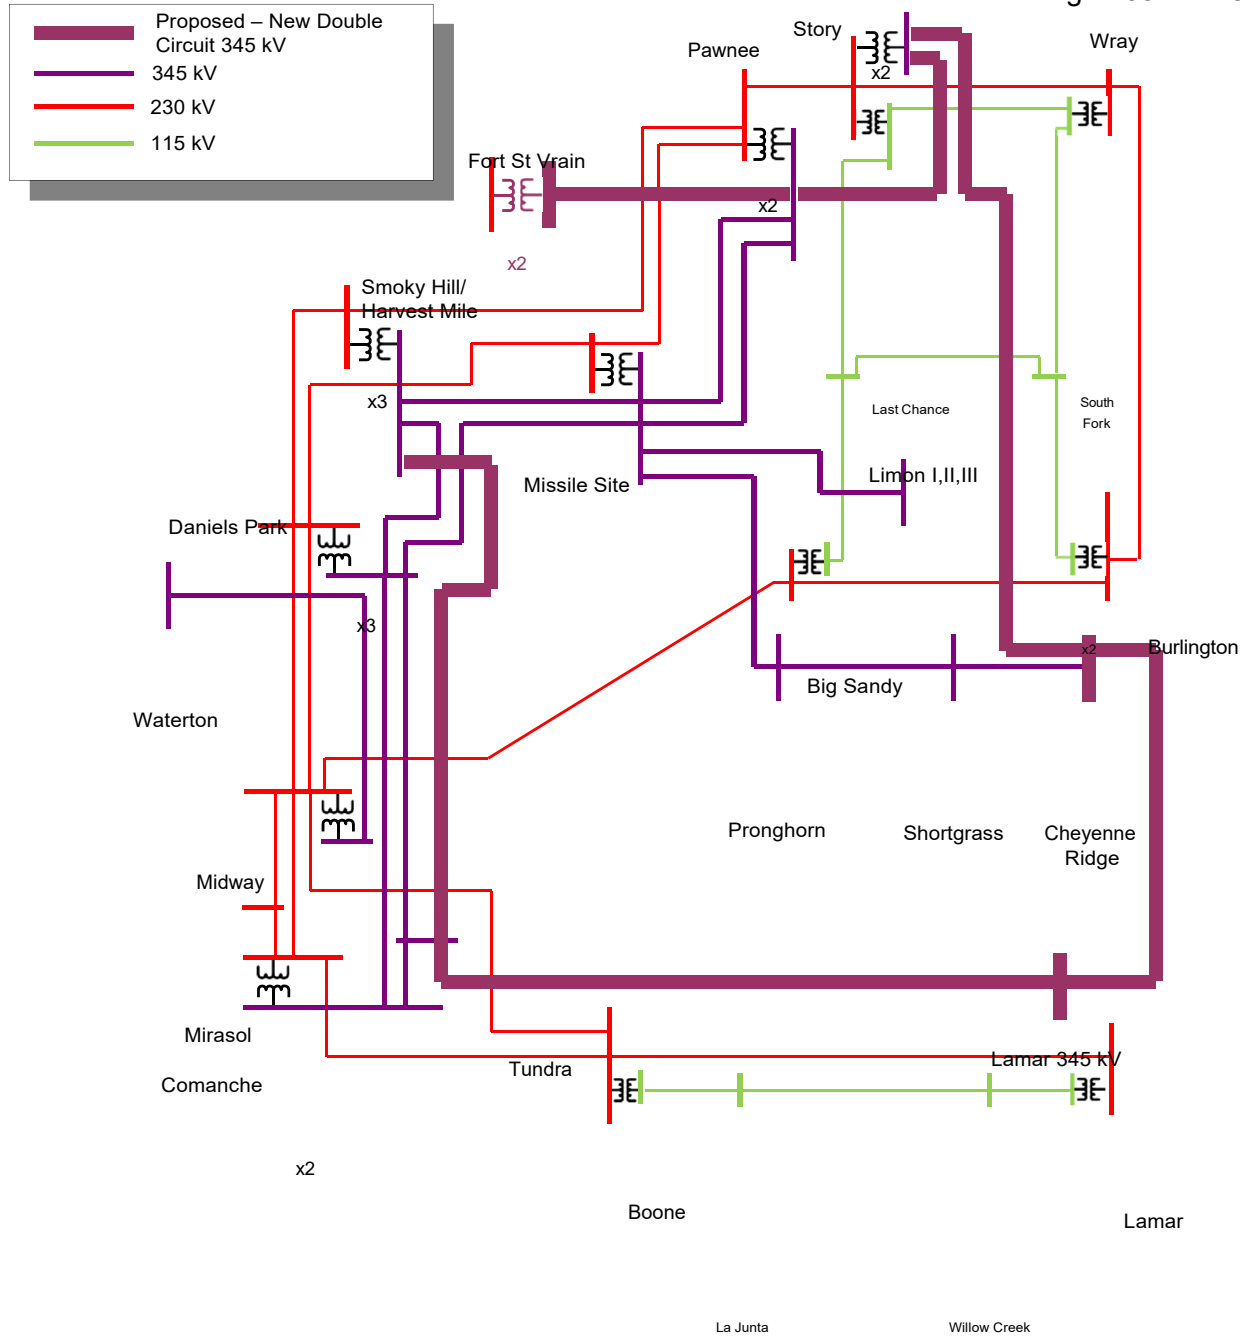 Proposed – New Double
Circuit 345 kV
345 kV
230 kV
115 kV
Story
Wray
Pawnee
x2
Fort St Vrain
x2
x2
Smoky Hill/
Harvest Mile
x3
Last Chance
South
Fork
Limon I,II,III
Missile Site
Daniels Park
x3
x2
Burlington
Big Sandy
Waterton
Pronghorn
Shortgrass
Cheyenne
Ridge
Midway
Mirasol
Tundra
Lamar 345 kV
Comanche
x2
Boone
Lamar
La Junta
Willow Creek